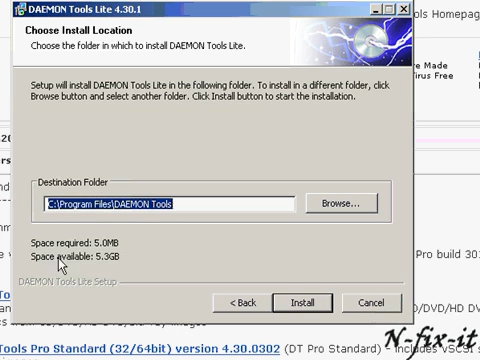 DAEMON Tools Lite 4.30.1
Choose Install Location
Choose the folder in which to install DAEMON Tools Lite.
ols Homepag
re Made
irus Free
Setup will install DAEMON Tools Lite in the following folder. To install in a different folder, click
Browse button and select another folder. Click Install button to start the installation.
Destination Folder
C:\Program Files\DAEMON Tools
Browse...
Space required: 5.0MB
Space available: 5.3GB
Pro build 303
DAEMON Tools Lite Setup
< Back
Install
Cancel
/DVD/HD DV
N-fix-it
Tools Pro Standard (32/64bit) version 4.30.0302 (DT Pro Standard) - includes vSCSI s